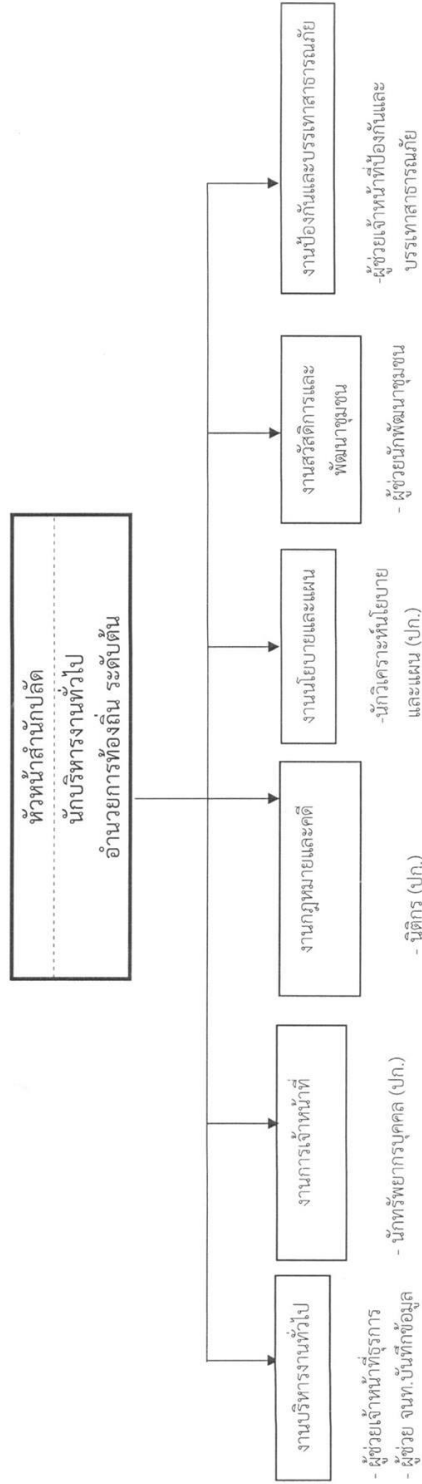 หัวหน้าสำนักปลัด
นักบริหารงานทั่วไป
อำนวยการท้องถิ่น ระดับต้น
งานบริหารงานทั่วไป
- ผู้ช่วยเจ้าหน้าที่ธุรการ
- ผู้ช่วย จนท.บันทึกข้อมูล
งานการเจ้าหน้าที่
- นักทรัพยากรบุคคล (ปก.)
งานกฎหมายและคดี
- นิติกร (ปก.)
งานนโยบายและแผน
-นักวิเคราะห์นโยบาย
และแผน (ปก.)
งานสวัสดิการและ
พัฒนาชุมชน
- ผู้ช่วยนักพัฒนาชุมชน
งานป้องกันและบรรเทาสาธารณภัย
-ผู้ช่วยเจ้าหน้าที่ป้องกันและ
บรรเทาสาธารณภัย